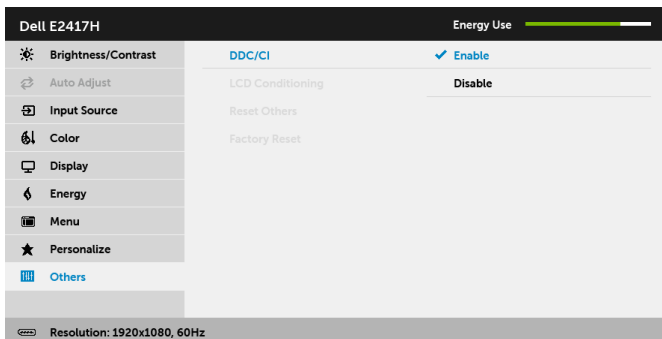 Dell E2417H Energy Use
Brightness/Contrast DDC/CI Enable
Auto Adjust LCD Conditioning Disable
Input Source Reset Others
Color Factory Reset
Display
Energy
Menu
Personalize
Others
Resolution: 1920x1080, 60Hz